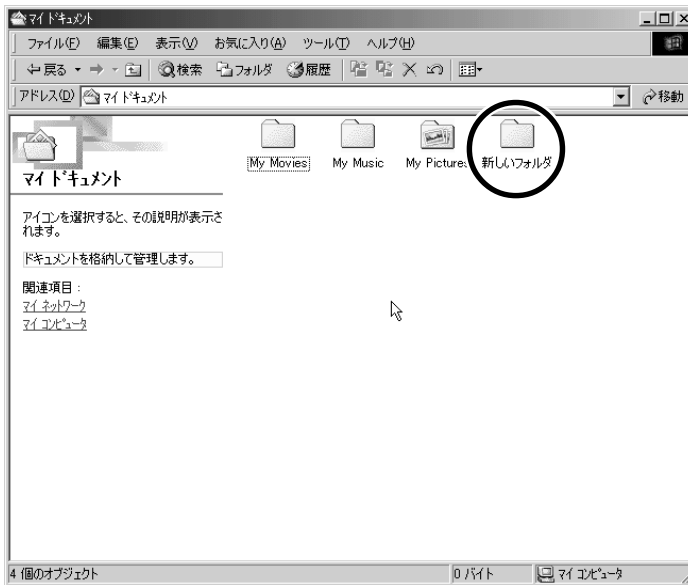 マイ ドキュメント
ファイル(F) 編集(E) 表示(V) お気に入り(A) ツール(T) ヘルプ(H)
戻る 検索 フォルダ 履歴
アドレス(D) マイ ドキュメント 移動
My Movies My Music My Pictures 新しいフォルダ
マイ ドキュメント
アイコンを選択すると、その説明が表示さ
れます。
ドキュメントを格納して管理します。
関連項目：
マイ ネットワーク
マイ コンピュータ
4 個のオブジェクト 0 バイト マイ コンピュータ